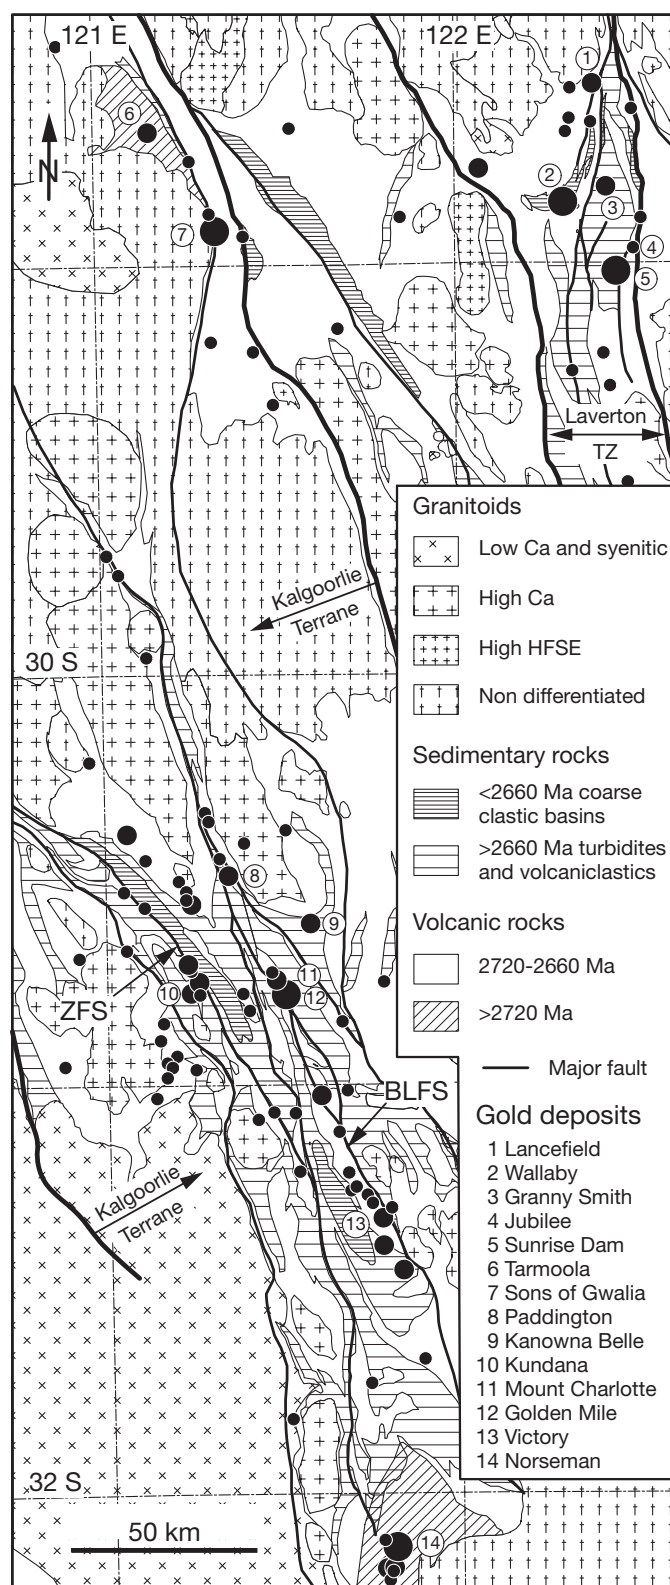 121 E
122 E
1
6
N
2
3
7
4
5
Laverton
TZ
Granitoids
Low Ca and syenitic
High Ca
High HFSE
Non differentiated
Kalgoorlie
Terrane
30 S
Sedimentary rocks
<2660 Ma coarse
clastic basins
>2660 Ma turbidites
and volcaniclastics
8
9
Volcanic rocks
2720-2660 Ma
>2720 Ma
11
ZFS
10
12
Major fault
BLFS
Gold deposits
1 Lancefield
2 Wallaby
3 Granny Smith
4 Jubilee
5 Sunrise Dam
6 Tarmoola
7 Sons of Gwalia
8 Paddington
9 Kanowna Belle
10 Kundana
11 Mount Charlotte
12 Golden Mile
13 Victory
14 Norseman
Kalgoorlie
Terrane
13
32 S
50 km
14